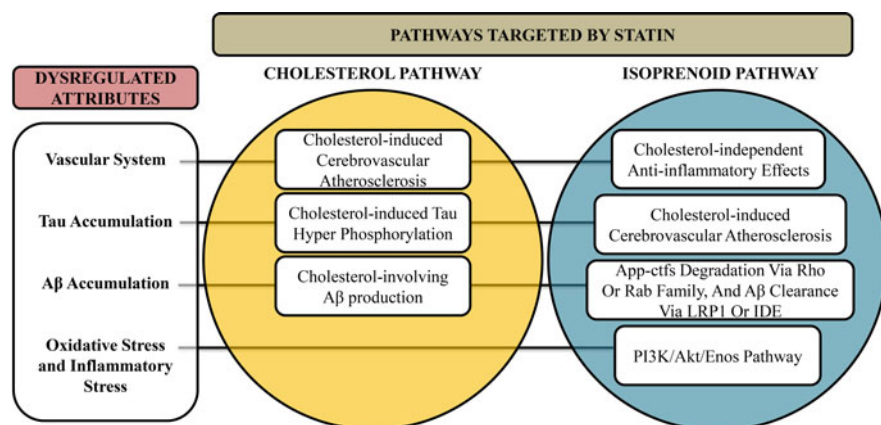 PATHWAYS TARGETED BY STATIN
CHOLESTEROL PATHWAY
ISOPRENOID PATHWAY
DYSREGULATED
ATTRIBUTES
Vascular System
Cholesterol-induced
Cerebrovascular
Atherosclerosis
Cholesterol-independent
Anti-inflammatory Effects
Tau Accumulation
Cholesterol-induced Tau
Hyper Phosphorylation
Cholesterol-induced
Cerebrovascular Atherosclerosis
Aβ Accumulation
Cholesterol-involving
Aβ production
App-ctfs Degradation Via Rho
Or Rab Family, And Aβ Clearance
Via LRP1 Or IDE
Oxidative Stress
and Inflammatory
Stress
PI3K/Akt/Enos Pathway